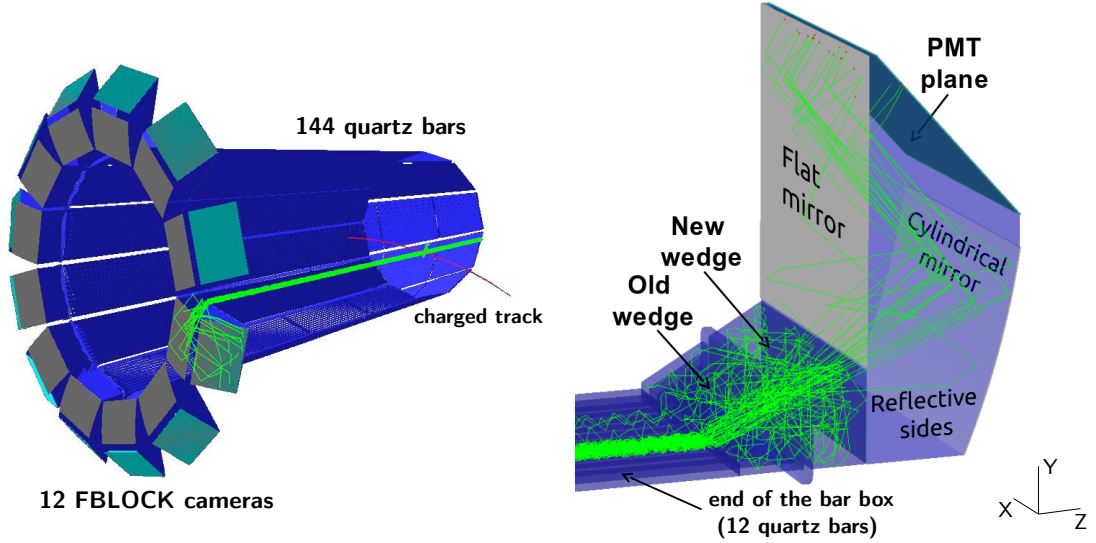 144 quartz bars
charged track
12 FBLOCK cameras
PMT
plane
Flat
mirror
Cylindrical
mirror
New
wedge
Old
wedge
Reflective
sides
end of the bar box
(12 quartz bars)
Y
X
Z